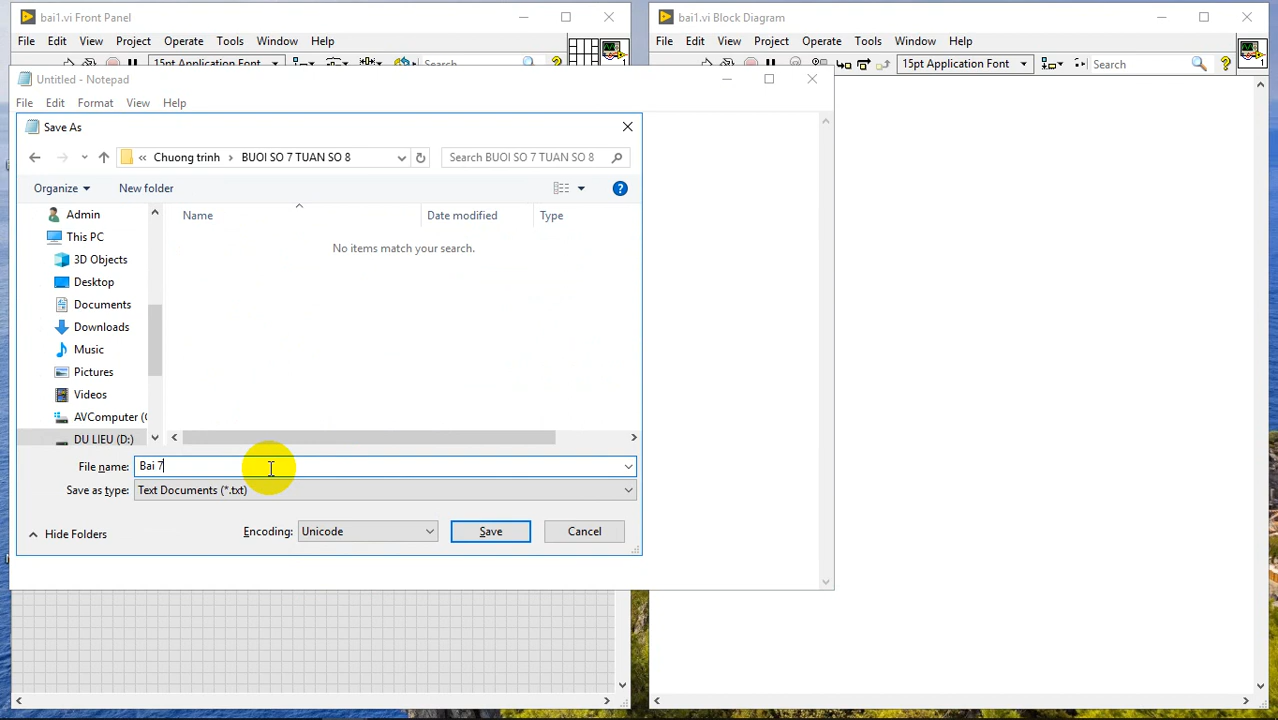 bai1.vi Front Panel
File Edit View Project Operate Tools Window Help
15pt Application Font
Search
bai1.vi Block Diagram
File Edit View Project Operate Tools Window Help
15pt Application Font
Search
Untitled - Notepad
File Edit Format View Help
Save As
« Chuong trinh › BUOI SO 7 TUAN SO 8
Search BUOI SO 7 TUAN SO 8
Organize New folder
Name Date modified Type
No items match your search.
Admin
This PC
3D Objects
Desktop
Documents
Downloads
Music
Pictures
Videos
AVComputer (
DU LIEU (D:)
File name: Bai 7
Save as type: Text Documents (*.txt)
Hide Folders
Encoding: Unicode
Save Cancel